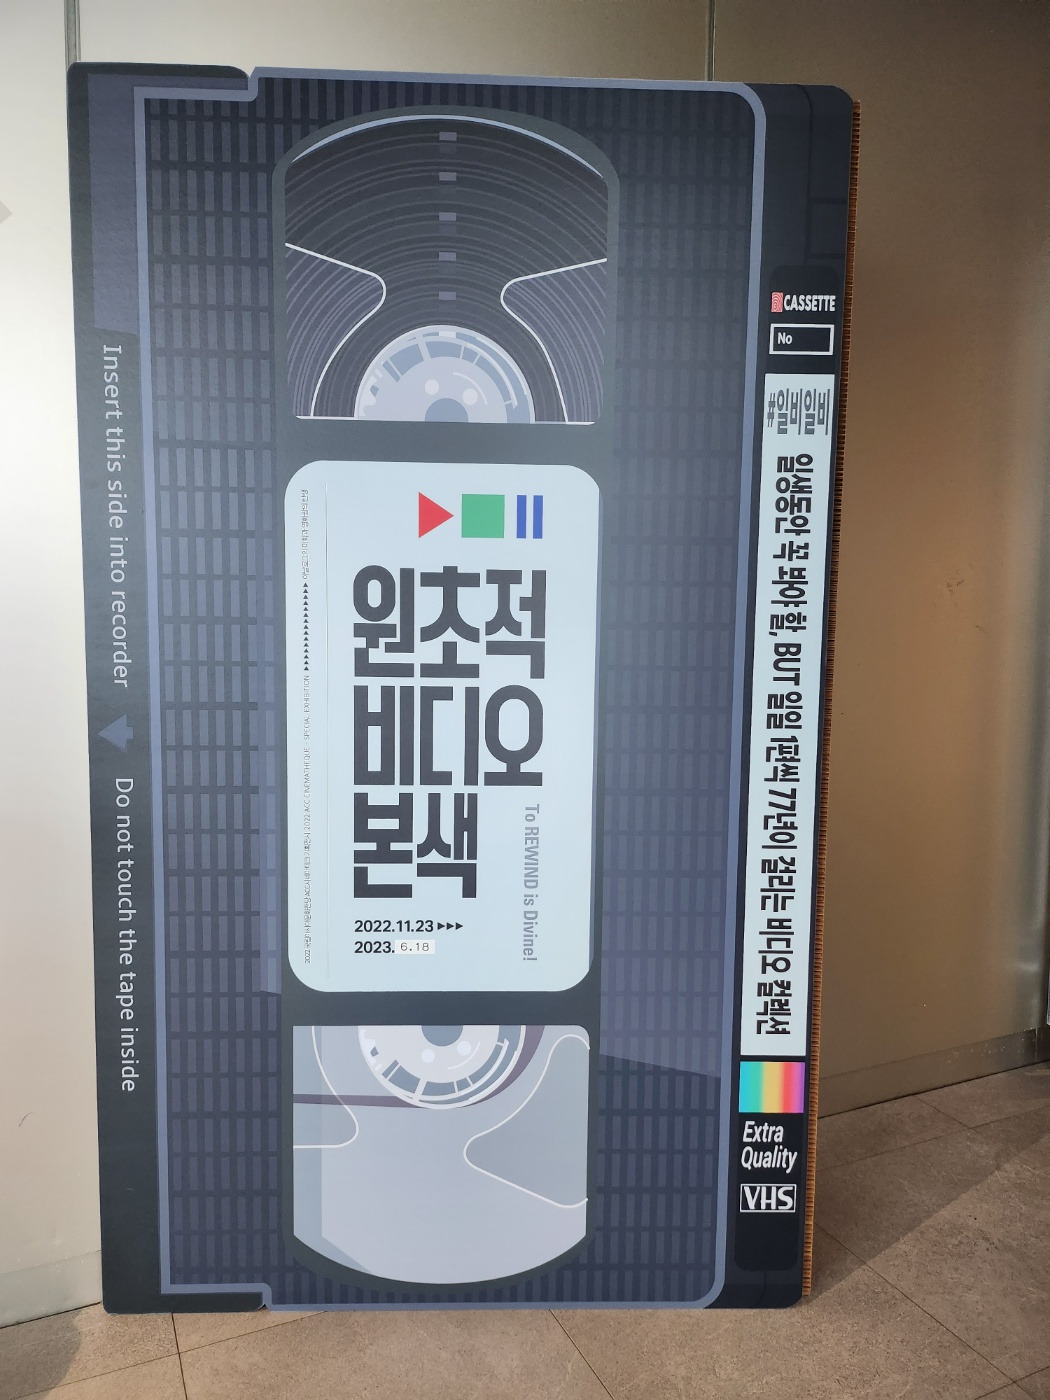 Insert this side into recorder
Do not touch the tape inside
원초적
비디오
본색
To REWIND is Divine!
2022.11.23 ▶▶▶
2023. 6.18
CASSETTE
No
#일비일비
일생동안 꼭 봐야 할, BUT 일일 1편씩 77년이 걸리는 비디오 컬렉션
Extra
Quality
VHS